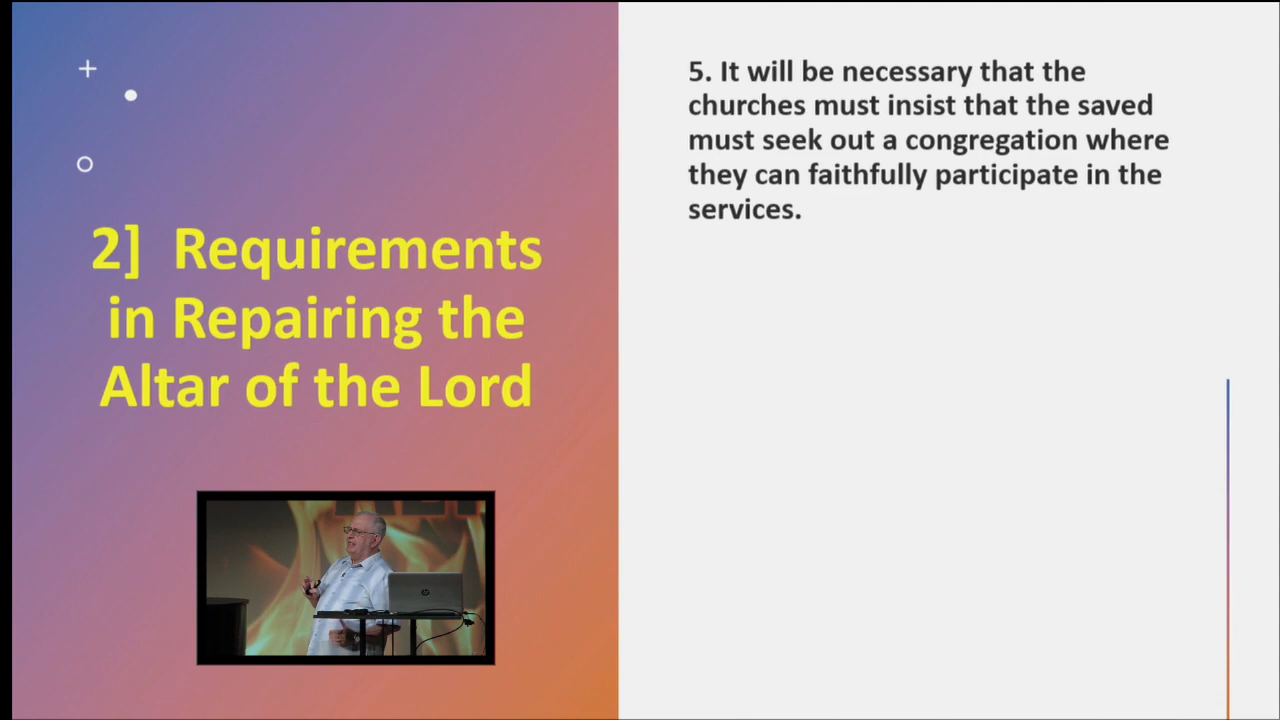 2]  Requirements
in Repairing the
Altar of the Lord
5. It will be necessary that the
churches must insist that the saved
must seek out a congregation where
they can faithfully participate in the
services.